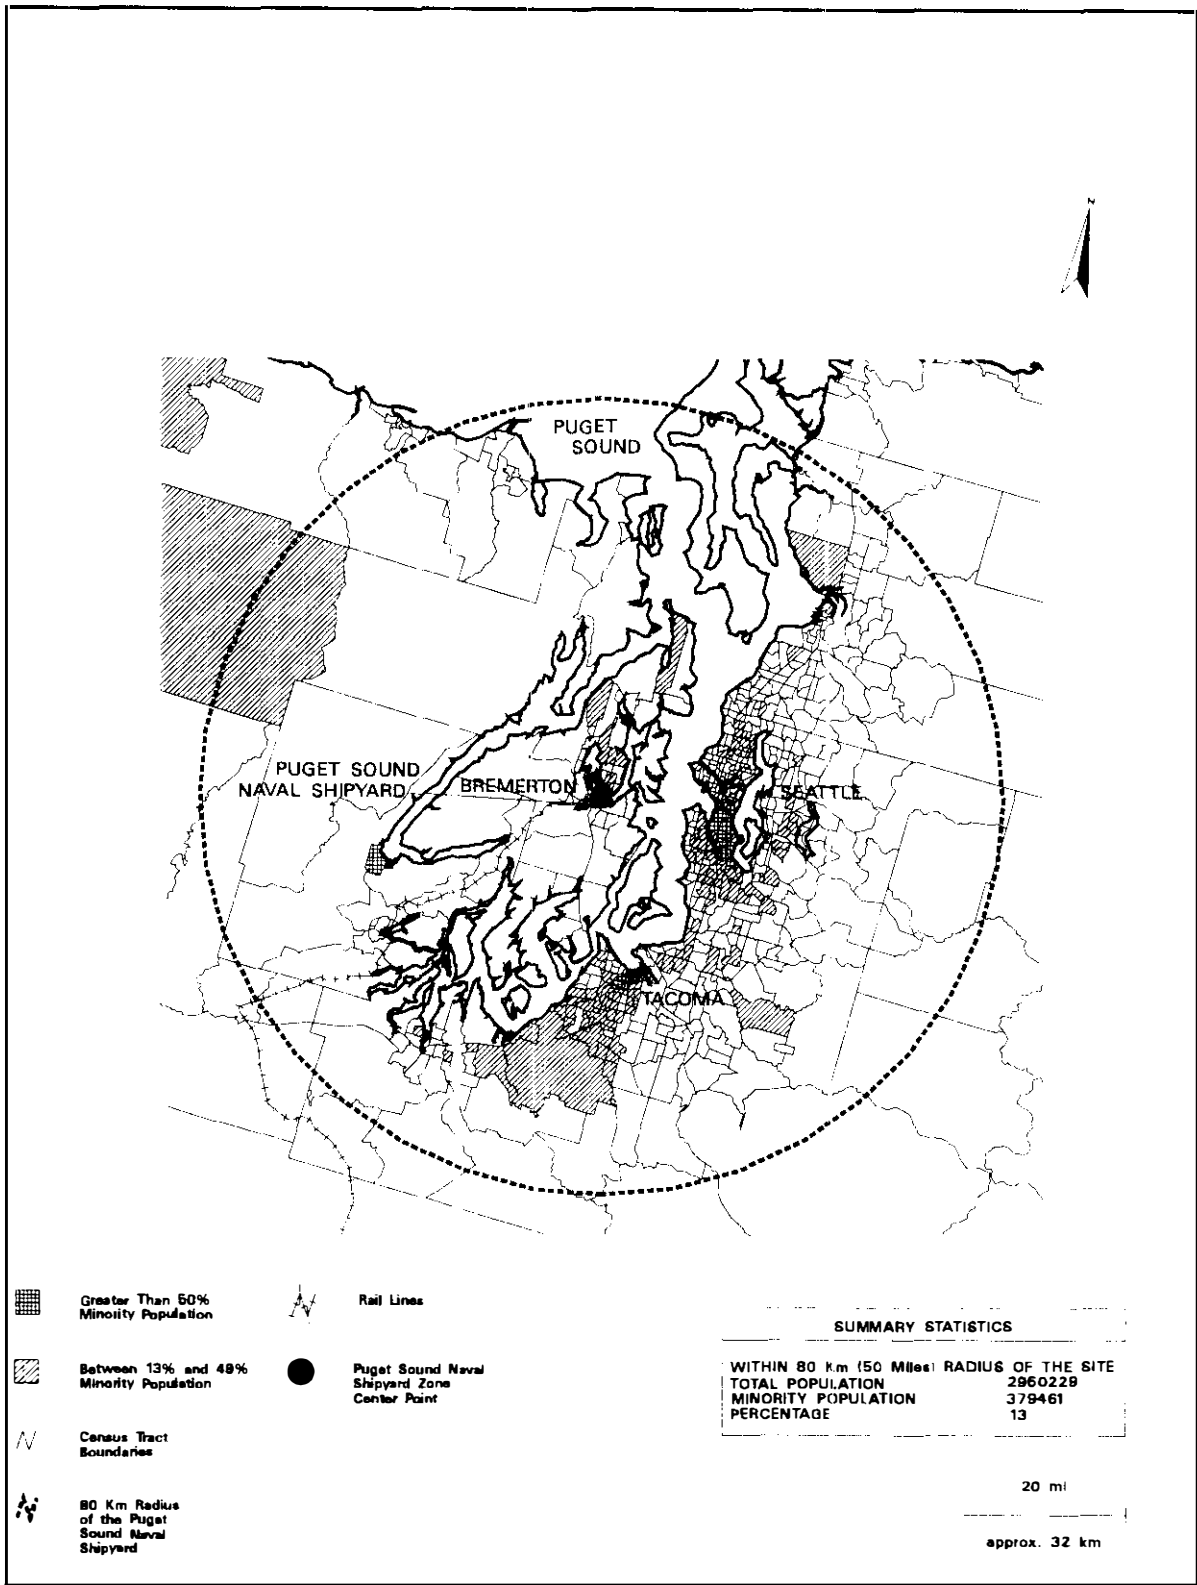 N
PUGET
SOUND
PUGET SOUND
NAVAL SHIPYARD
BREMERTON
SEATTLE
TACOMA
Greater Than 50%
Minority Population
Rail Lines
Between 13% and 49%
Minority Population
Puget Sound Naval
Shipyard Zone
Center Point
Census Tract
Boundaries
80 Km Radius
of the Puget
Sound Naval
Shipyard
SUMMARY STATISTICS
WITHIN 80 Km (50 Miles) RADIUS OF THE SITE
TOTAL POPULATION 2960229
MINORITY POPULATION 379461
PERCENTAGE 13
20 mi
approx. 32 km